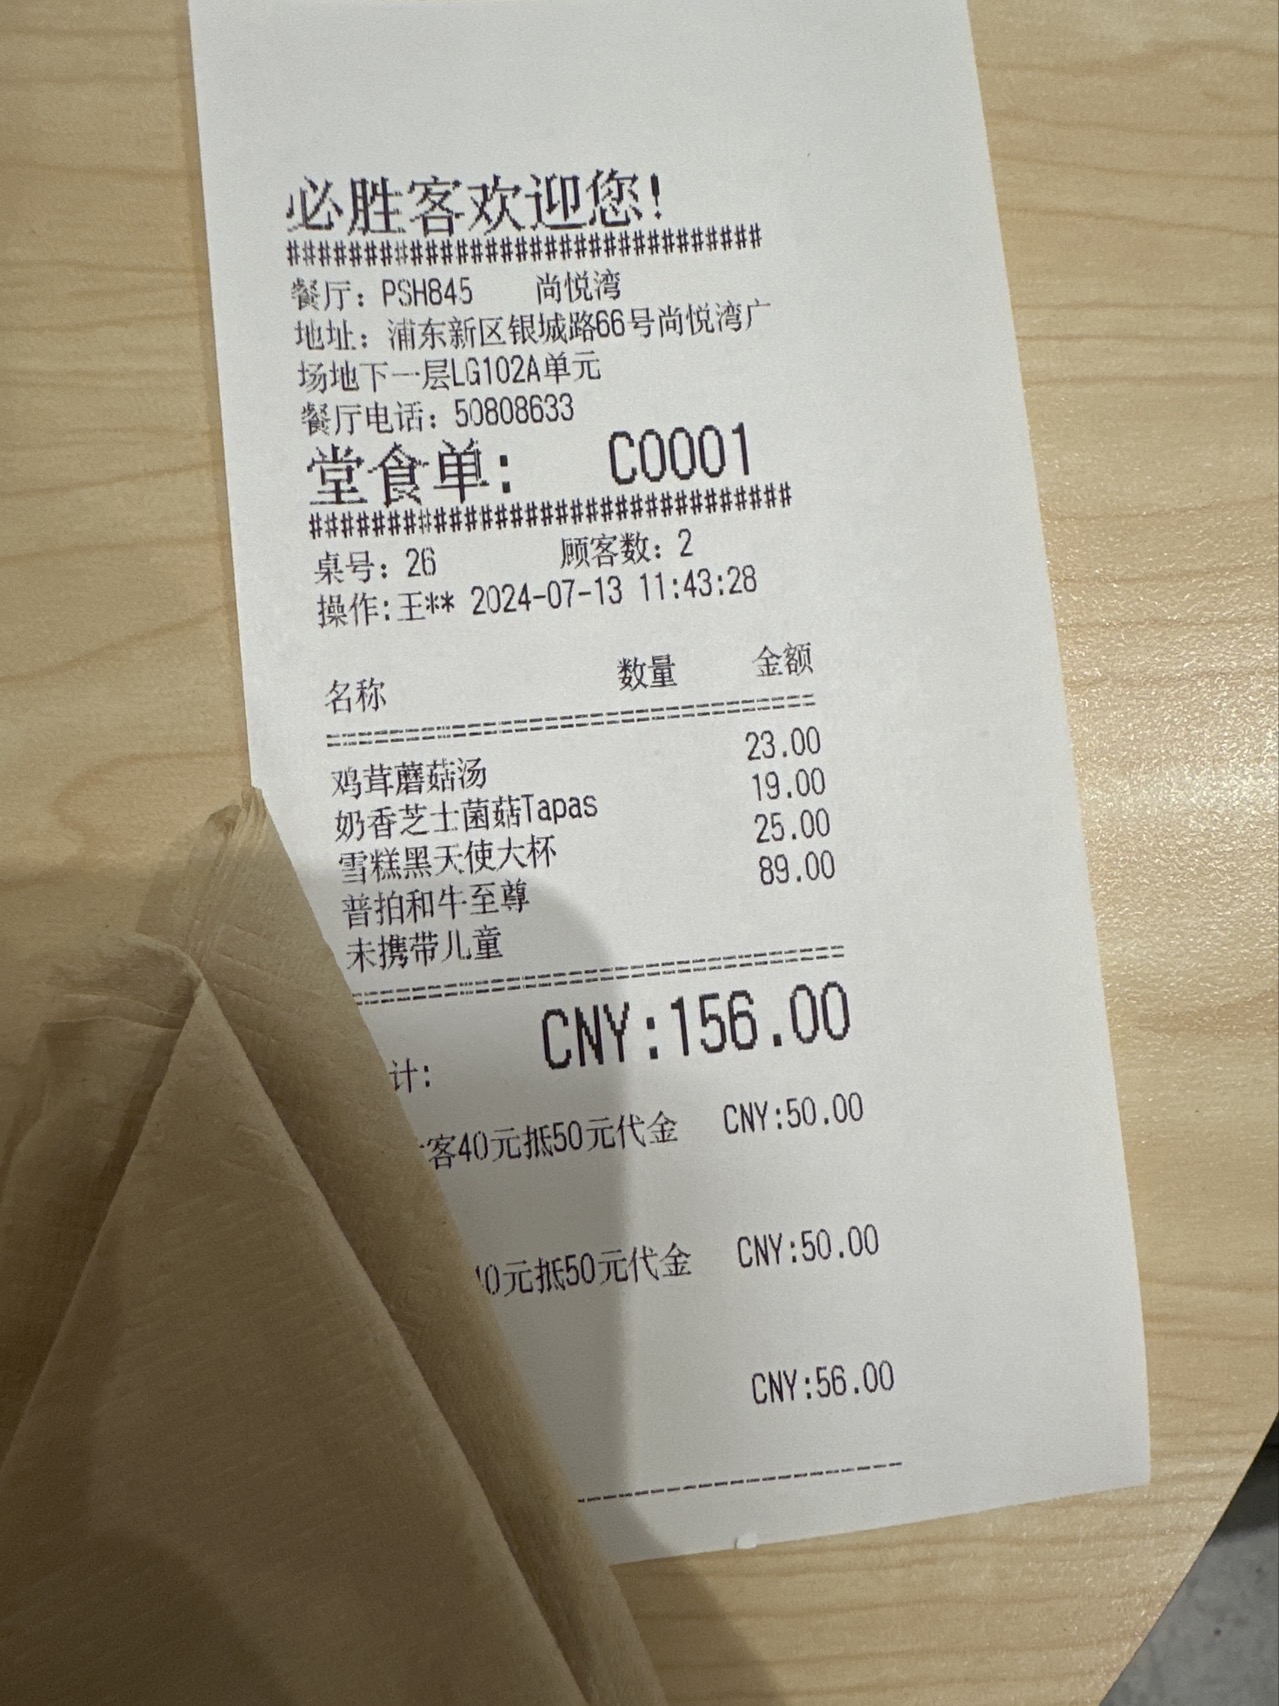 必胜客欢迎您!
###############################
餐厅: PSH845 尚悦湾
地址: 浦东新区银城路66号尚悦湾广
场地下一层LG102A单元
餐厅电话: 50808633
堂食单: C0001
###############################
桌号: 26 顾客数: 2
操作:王** 2024-07-13 11:43:28
名称 数量 金额
鸡茸蘑菇汤 23.00
奶香芝士菌菇Tapas 19.00
雪糕黑天使大杯 25.00
普拍和牛至尊 89.00
未携带儿童
计: CNY:156.00
客40元抵50元代金 CNY:50.00
0元抵50元代金 CNY:50.00
CNY:56.00